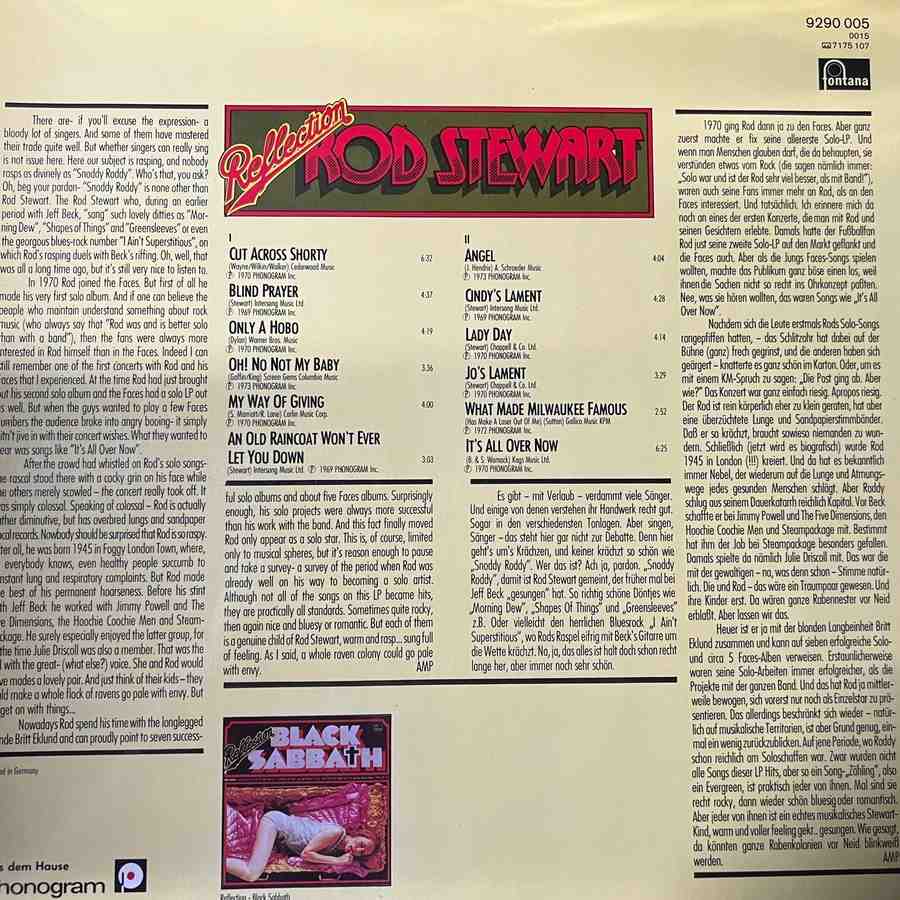 9290 005
0015
7175 107
fontana
Reflection
ROD STEWART
There are- if you'll excuse the expression- a
bloody lot of singers. And some of them have mastered
their trade quite well. But whether singers can really sing
is not issue here. Here our subject is rasping, and nobody
rasps as divinely as "Snoddy Roddy". Who's that, you ask?
Oh, beg your pardon- "Snoddy Roddy" is none other than
Rod Stewart. The Rod Stewart who, during an earlier
period with Jeff Beck, "sang" such lovely ditties as "Mor-
ning Dew", "Shapes of Things" and "Greensleeves" or even
the georgous blues-rock number "I Ain't Superstitious", on
which Rod's rasping duels with Beck's riffing. Oh, well, that
was all a long time ago, but it's still very nice to listen to.
In 1970 Rod joined the Faces. But first of all he
made his very first solo album. And if one can believe the
people who maintain understand something about rock
music (who always say that "Rod was and is better solo
than with a band"), then the fans were always more
interested in Rod himself than in the Faces. Indeed I can
still remember one of the first concerts with Rod and his
Faces that I experienced. At the time Rod had just brought
out his second solo album and the Faces had a solo LP out
as well. But when the guys wanted to play a few Faces
numbers the audience broke into angry booing- it simply
didn't jive in with their concert wishes. What they wanted to
hear was songs like "It's All Over Now".
After the crowd had whistled on Rod's solo songs-
the rascal stood there with a cocky grin on his face while
the others merely scowled – the concert really took off. It
was simply colossal. Speaking of colossal – Rod is actually
rather diminutive, but has overbred lungs and sandpaper
vocal records. Nowbody should be surprised that Rod is so raspy.
After all, he was born 1945 in Foggy London Town, where,
as everybody knows, even healthy people succumb to
constant lung and respiratory complaints. But Rod made
the best of his permanent hoarseness. Before his stint
with Jeff Beck he worked with Jimmy Powell and The
Five Dimensions, the Hoochie Coochie Men and Steam-
package. He surely especially enjoyed the latter group, for
at the time Julie Driscoll was also a member. That was the
with the great- (what else?) voice. She and Rod would
have mades a lovely pair. And just think of their kids – they
could make a whole flock of ravens go pale with envy. But
get on with things...
Nowadays Rod spend his time with the longlegged
blonde Britt Eklund and can proudly point to seven success-
Printed in Germany
Aus dem Hause
phonogram
I
CUT ACROSS SHORTY 6:32
(Wayne/Wilkin/Walker) Cedarwood Music
℗ 1970 PHONOGRAM Inc.
BLIND PRAYER 4:37
(Stewart) Intersong Music Ltd.
℗ 1969 PHONOGRAM Inc.
ONLY A HOBO 4:19
(Dylan) Warner Bros. Music
℗ 1970 PHONOGRAM Inc.
OH! NO NOT MY BABY 3:36
(Goffin/King) Screen Gems Columbia Music
℗ 1973 PHONOGRAM Inc.
MY WAY OF GIVING 4:00
(S. Marriott/R. Lane) Carlin Music Corp.
℗ 1970 PHONOGRAM Inc.
AN OLD RAINCOAT WON'T EVER
LET YOU DOWN 3:03
(Stewart) Intersong Music Ltd. ℗ 1969 PHONOGRAM Inc.
II
ANGEL 4:04
(J. Hendrix) A. Schroeder Music
℗ 1973 PHONOGRAM Inc.
CINDY'S LAMENT 4:28
(Stewart) Intersong Music Ltd.
℗ 1969 PHONOGRAM Inc.
LADY DAY 4:14
(Stewart) Chappell & Co. Ltd.
℗ 1970 PHONOGRAM Inc.
JO'S LAMENT 3:29
(Stewart) Chappell & Co. Ltd.
℗ 1970 PHONOGRAM Inc.
WHAT MADE MILWAUKEE FAMOUS 2:52
(Has Make A Loser Out Of Me) (Sutton) Gallico Music KPM
℗ 1972 PHONOGRAM Inc.
IT'S ALL OVER NOW 6:25
(B. & S. Womack) Kags Music Ltd.
℗ 1970 PHONOGRAM Inc.
ful solo albums and about five Faces albums. Surprisingly
enough, his solo projects were always more successful
than his work with the band. And this fact finally moved
Rod only appear as a solo star. This is, of course, limited
only to musical spheres, but it's reason enough to pause
and take a survey- a survey of the period when Rod was
already well on his way to becoming a solo artist.
Although not all of the songs on this LP became hits,
they are practically all standards. Sometimes quite rocky,
then again nice and bluesy or romantic. But each of them
is a genuine child of Rod Stewart, warm and rasp... sung full
of feeling. As I said, a whole raven colony could go pale
with envy. AMP
Es gibt – mit Verlaub – verdammt viele Sänger.
Und einige von denen verstehen ihr Handwerk recht gut.
Sogar in den verschiedensten Tonlagen. Aber singen,
Sänger – das steht hier gar nicht zur Debatte. Denn hier
geht's um's Krächzen, und keiner krächzt so schön wie
"Snoddy Roddy". Wer das ist? Ach ja, pardon. „Snoddy
Roddy", damit ist Rod Stewart gemeint, der früher mal bei
Jeff Beck „gesungen" hat. So richtig schöne Döntjes wie
„Morning Dew", "Shapes Of Things" und „Greensleeves"
z.B. Oder vielleicht den herrlichen Bluesrock „I Ain't
Superstitious", wo Rods Raspel eifrig mit Beck's Gitarre um
die Wette krächzt. Na, ja, das alles ist halt doch schon recht
lange her, aber immer noch sehr schön.
Reflection
BLACK
SABBATH
Reflection - Black Sabbath
1970 ging Rod dann ja zu den Faces. Aber ganz
zuerst machte er fix seine allererste Solo-LP. Und
wenn man Menschen glauben darf, die da behaupten, sie
verstünden etwas vom Rock (die sagen nämlich immer:
„Solo war und ist der Rod sehr viel besser, als mit Band!"),
waren auch seine Fans immer mehr an Rod, als an den
Faces interessiert. Und tatsächlich. Ich erinnere mich da
noch an eines der ersten Konzerte, die man mit Rod und
seinen Gesichtern erlebte. Damals hatte der Fußballfan
Rod just seine zweite Solo-LP auf den Markt geflankt und
die Faces auch. Aber als die Jungs Faces-Songs spielen
wollten, machte das Publikum ganz böse einen los, weil
ihnen die Sachen nicht so recht ins Ohrkonzept paßten.
Nee, was sie hören wollten, das waren Songs wie „It's All
Over Now".
Nachdem sich die Leute erstmals Rods Solo-Songs
rangepfiffen hatten, – das Schlitzohr hat dabei auf der
Bühne (ganz) frech gegrinst, und die anderen haben sich
geärgert – knatterte es ganz schön im Karton. Oder, um es
mit einem KM-Spruch zu sagen: „Die Post ging ab. Aber
wie?" Das Konzert war ganz einfach riesig. Apropos riesig.
Der Rod ist rein körperlich eher zu klein geraten, hat aber
eine überzüchtete Lunge und Sandpapierstimmbänder.
Daß er so krächzt, braucht sowieso niemanden zu wun-
dern. Schließlich (jetzt wird es biografisch) wurde Rod
1945 in London (!!!) kreiert. Und da hat es bekanntlich
immer Nebel, der wiederum auf die Lunge und Atmungs-
wege jedes gesunden Menschen schlägt. Aber Roddy
schlug aus seinem Dauerkatarrh reichlich Kapital. Vor Beck
schaffte er bei Jimmy Powell und The Five Dimensions, den
Hoochie Coochie Men und Steampackage mit. Bestimmt
hat ihm der Job bei Steampackage besonders gefallen.
Damals spielte da nämlich Julie Driscoll mit. Das war die
mit der gewaltigen – na, was denn schon – Stimme natür-
lich. Die und Rod – das wäre ein Traumpaar gewesen. Und
ihre Kinder erst. Da wären ganze Rabennester vor Neid
erblaßt. Aber lassen wir das.
Heuer ist er ja mit der blonden Langbeinheit Britt
Eklund zusammen und kann auf sieben erfolgreiche Solo-
und circa 5 Faces-Alben verweisen. Erstaunlicherweise
waren seine Solo-Arbeiten immer erfolgreicher, als die
Projekte mit der ganzen Band. Und das hat Rod ja mittler-
weile bewogen, sich vorerst nur noch als Einzelstar zu prä-
sentieren. Das allerdings beschränkt sich wieder – natür-
lich auf musikalische Territorien, ist aber Grund genug, ein-
mal ein wenig zurückzublicken. Auf jene Periode, wo Roddy
schon reichlich am Soloschaffen war. Zwar wurden nicht
alle Songs dieser LP Hits, aber so ein Song-„Zähling", also
ein Evergreen, ist praktisch jeder von ihnen. Mal sind sie
recht rocky, dann wieder schön bluesig oder romantisch.
Aber jeder von ihnen ist ein echtes musikalisches Stewart-
Kind, warm und voller feeling gekr.. gesungen. Wie gesagt,
da könnten ganze Rabenkolonien vor Neid blinkweiß
werden. AMP